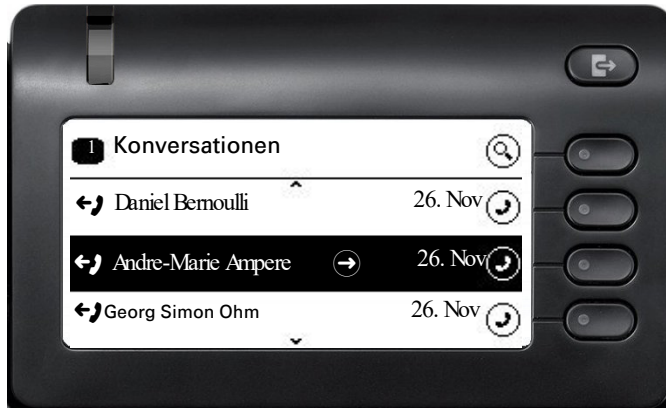 1 Konversationen
Daniel Bernoulli 26. Nov
Andre-Marie Ampere 26. Nov
Georg Simon Ohm 26. Nov